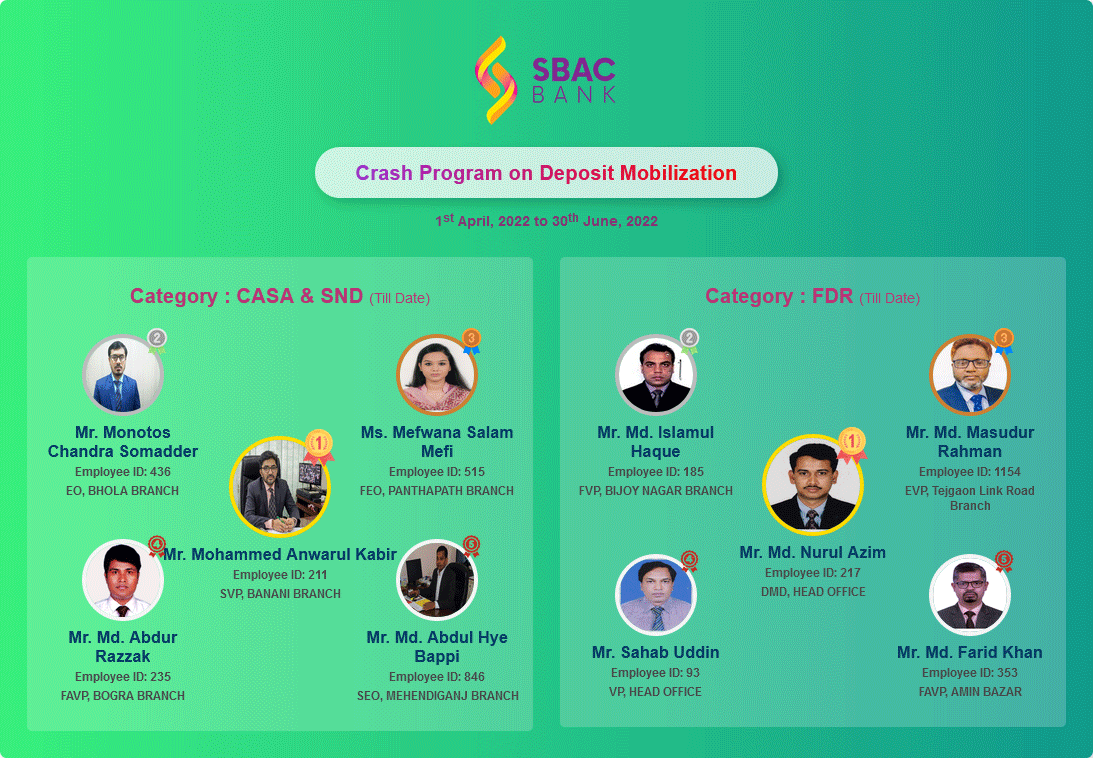 SBAC
BANK
Crash Program on Deposit Mobilization
1st April, 2022 to 30th June, 2022
Category : CASA & SND (Till Date)
2
Mr. Monotos
Chandra Somadder
Employee ID: 436
EO, BHOLA BRANCH
3
Ms. Mefwana Salam
Mefi
Employee ID: 515
FEO, PANTHAPATH BRANCH
1
Mr. Mohammed Anwarul Kabir
Employee ID: 211
SVP, BANANI BRANCH
4
Mr. Md. Abdur
Razzak
Employee ID: 235
FAVP, BOGRA BRANCH
5
Mr. Md. Abdul Hye
Bappi
Employee ID: 846
SEO, MEHENDIGANJ BRANCH
Category : FDR (Till Date)
2
Mr. Md. Islamul
Haque
Employee ID: 185
FVP, BIJOY NAGAR BRANCH
3
Mr. Md. Masudur
Rahman
Employee ID: 1154
EVP, Tejgaon Link Road
Branch
1
Mr. Md. Nurul Azim
Employee ID: 217
DMD, HEAD OFFICE
4
Mr. Sahab Uddin
Employee ID: 93
VP, HEAD OFFICE
5
Mr. Md. Farid Khan
Employee ID: 353
FAVP, AMIN BAZAR